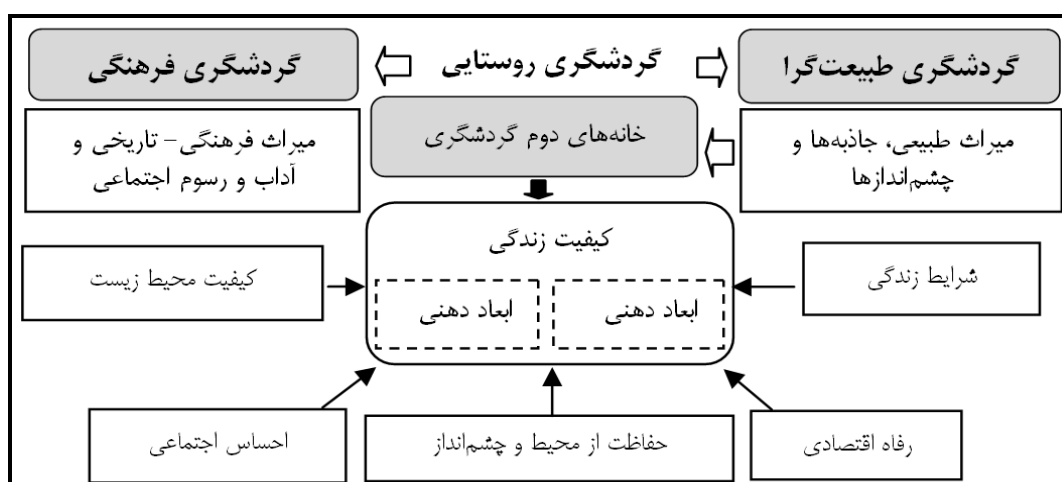 گردشگری طبیعت‌گرا
گردشگری روستایی
گردشگری فرهنگی
میراث طبیعی، جاذبه‌ها و
چشم‌اندازها
خانه‌های دوم گردشگری
میراث فرهنگی- تاریخی و
آداب و رسوم اجتماعی
کیفیت زندگی
شرایط زندگی
کیفیت محیط زیست
ابعاد دهنی
ابعاد دهنی
رفاه اقتصادی
حفاظت از محیط و چشم‌انداز
احساس اجتماعی